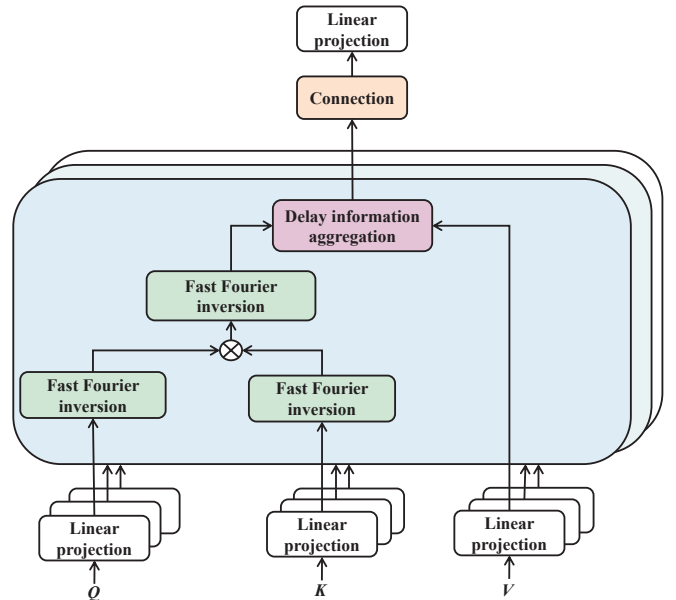 Linear
projection
Connection
Delay information
aggregation
Fast Fourier
inversion
Fast Fourier
inversion
Fast Fourier
inversion
Linear
projection
Linear
projection
Linear
projection
Q
K
V